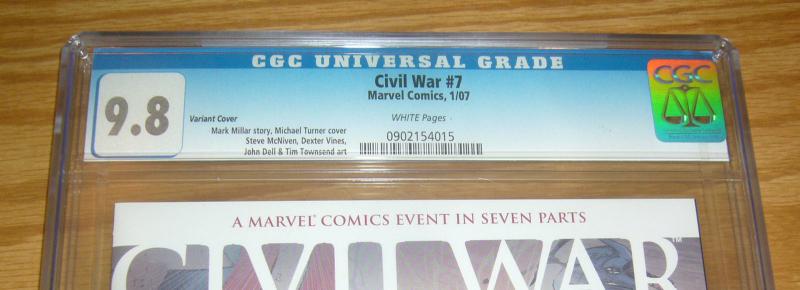 CGC UNIVERSAL GRADE
9.8
Civil War #7
Marvel Comics, 1/07
Variant Cover
WHITE Pages
Mark Millar story, Michael Turner cover
Steve McNiven, Dexter Vines,
John Dell & Tim Townsend art
0902154015
CGC
A MARVEL COMICS EVENT IN SEVEN PARTS
CIVIL WAR™